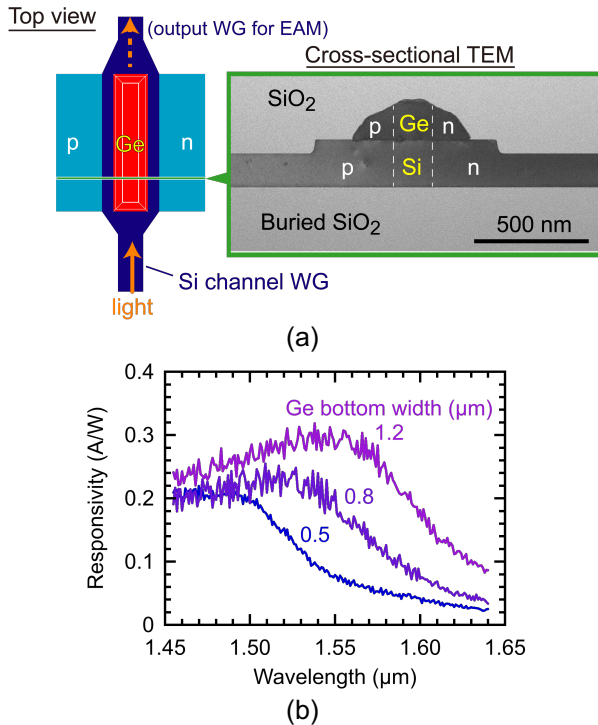 Top view
(output WG for EAM)
Cross-sectional TEM
SiO2
p Ge n
p Ge n
p Si n
Buried SiO2
500 nm
Si channel WG
light
(a)
0.4
Ge bottom width (μm)
1.2
0.3
0.8
0.2
0.5
0.1
0
Responsivity (A/W)
1.45 1.50 1.55 1.60 1.65
Wavelength (μm)
(b)